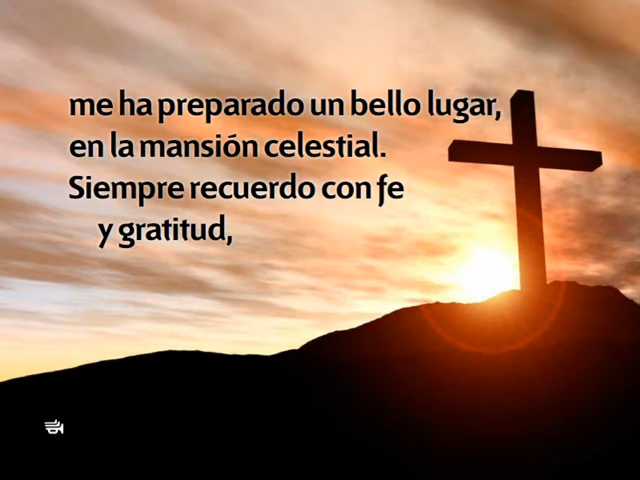 me ha preparado un bello lugar,
en la mansión celestial.
Siempre recuerdo con fe
y gratitud,